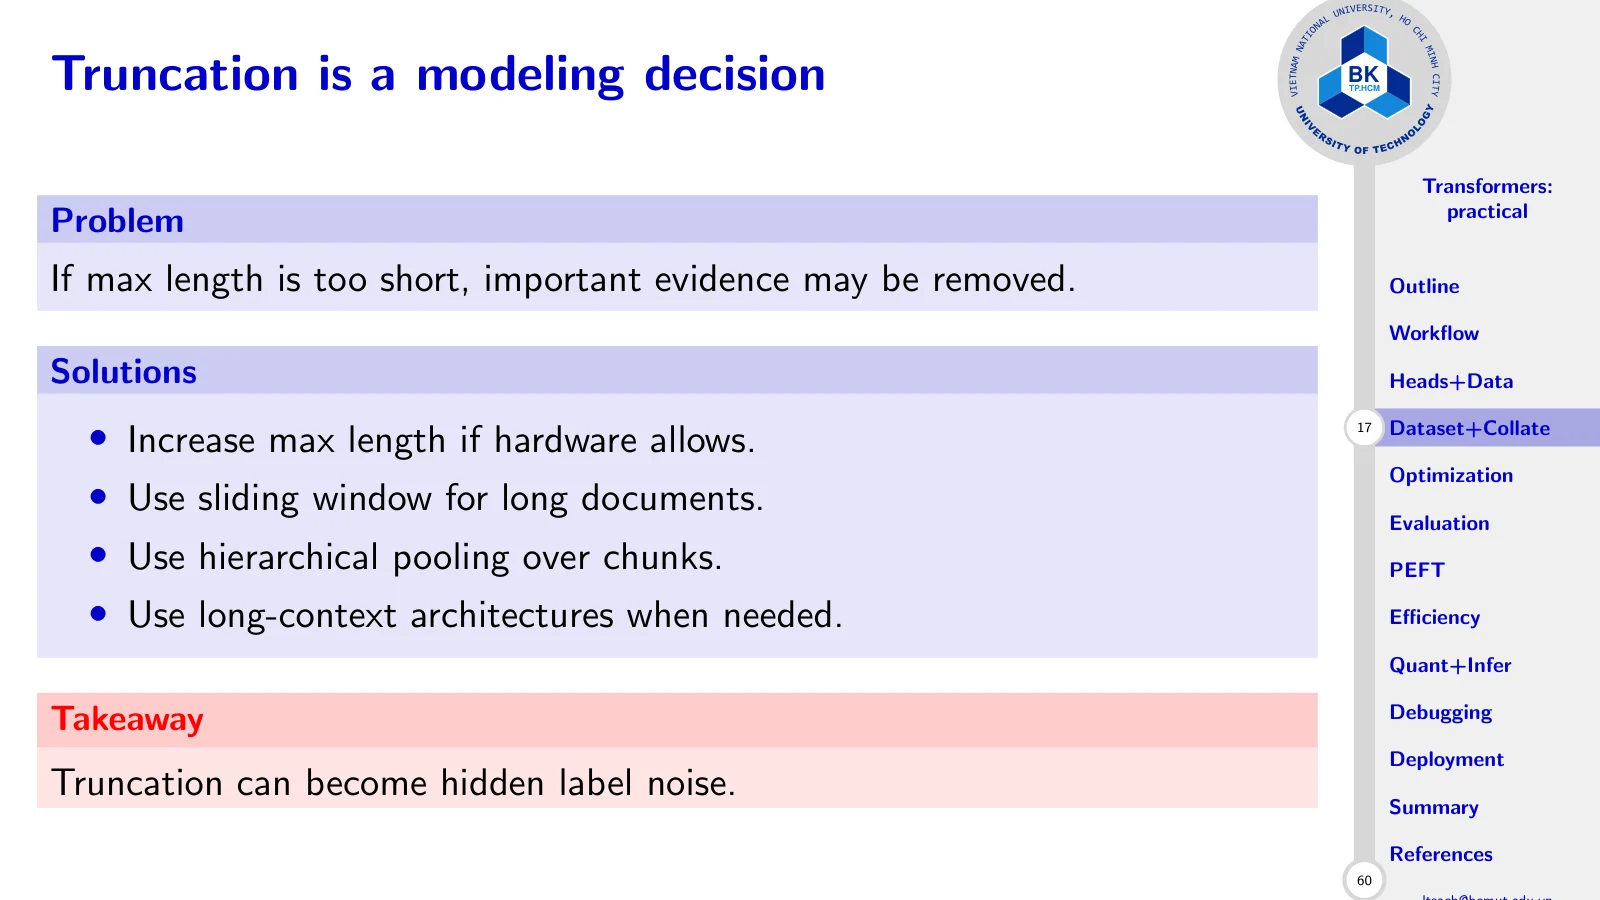 Truncation is a modeling decision
Problem
If max length is too short, important evidence may be removed.
Solutions
• Increase max length if hardware allows.
• Use sliding window for long documents.
• Use hierarchical pooling over chunks.
• Use long-context architectures when needed.
Takeaway
Truncation can become hidden label noise.
VIETNAM NATIONAL UNIVERSITY, HO CHI MINH CITY
BK
TP.HCM
UNIVERSITY OF TECHNOLOGY
Transformers:
practical
Outline
Workflow
Heads+Data
17 Dataset+Collate
Optimization
Evaluation
PEFT
Efficiency
Quant+Infer
Debugging
Deployment
Summary
References
60